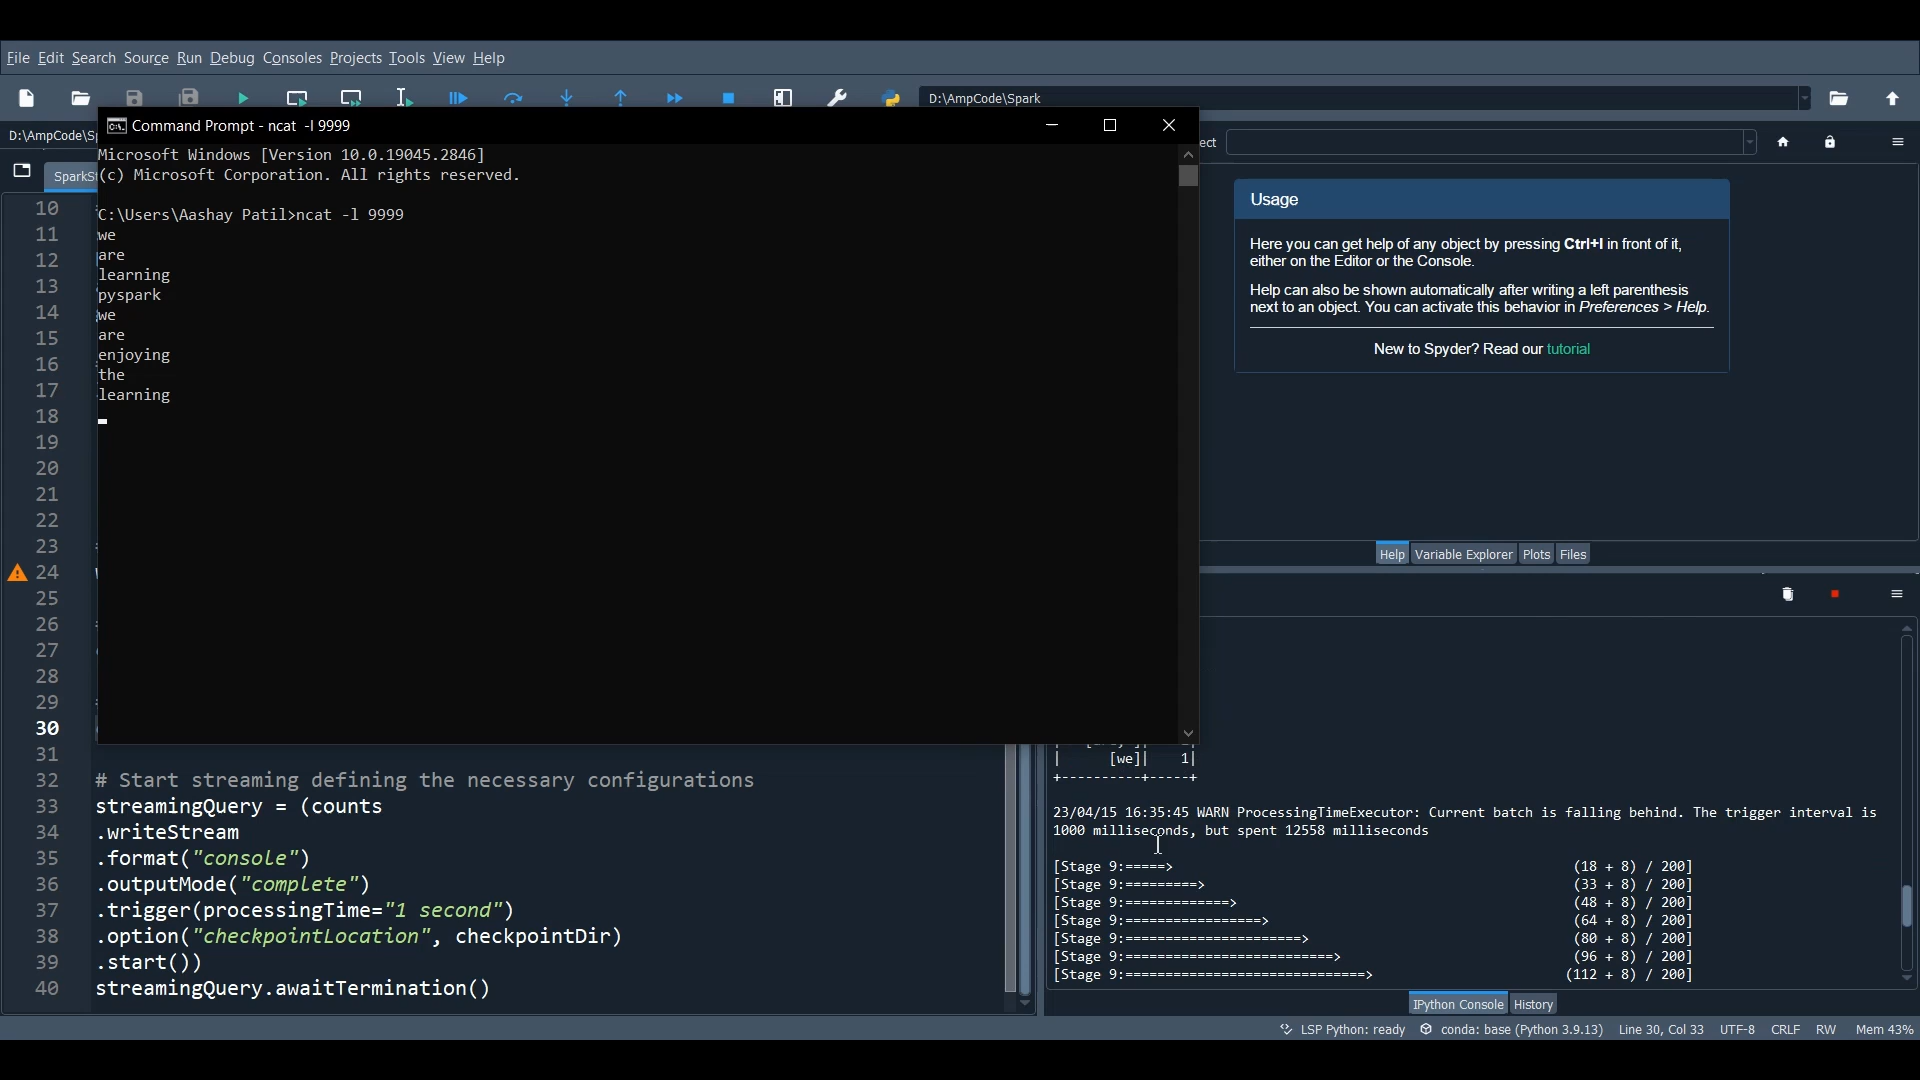 File Edit Search Source Run Debug Consoles Projects Tools View Help
D:\AmpCode\Spark
D:\AmpCode\Sp
Command Prompt - ncat -l 9999
ect
SparkSt
Microsoft Windows [Version 10.0.19045.2846]
(c) Microsoft Corporation. All rights reserved.
C:\Users\Aashay Patil>ncat -l 9999
we
are
learning
pyspark
we
are
enjoying
the
learning
10
11
12
13
14
15
16
17
18
19
20
21
22
23
24
25
26
27
28
29
30
31
32 # Start streaming defining the necessary configurations
33 streamingQuery = (counts
34 .writeStream
35 .format("console")
36 .outputMode("complete")
37 .trigger(processingTime="1 second")
38 .option("checkpointLocation", checkpointDir)
39 .start())
40 streamingQuery.awaitTermination()
Usage
Here you can get help of any object by pressing Ctrl+I in front of it,
either on the Editor or the Console.
Help can also be shown automatically after writing a left parenthesis
next to an object. You can activate this behavior in Preferences > Help.
New to Spyder? Read our tutorial
Help Variable Explorer Plots Files
| [we]| 1|
+----------+-----+
23/04/15 16:35:45 WARN ProcessingTimeExecutor: Current batch is falling behind. The trigger interval is
1000 milliseconds, but spent 12558 milliseconds
[Stage 9:=====> (18 + 8) / 200]
[Stage 9:=========> (33 + 8) / 200]
[Stage 9:=============> (48 + 8) / 200]
[Stage 9:=================> (64 + 8) / 200]
[Stage 9:======================> (80 + 8) / 200]
[Stage 9:==========================> (96 + 8) / 200]
[Stage 9:==============================> (112 + 8) / 200]
IPython Console History
LSP Python: ready conda: base (Python 3.9.13) Line 30, Col 33 UTF-8 CRLF RW Mem 43%